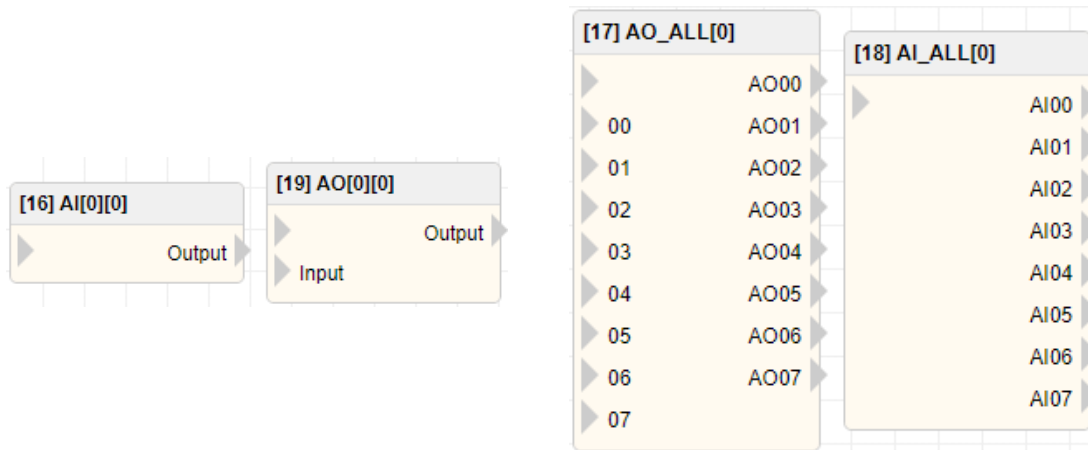 [16] AI[0][0]
Output
[19] AO[0][0]
Output
Input
[17] AO_ALL[0]
AO00
00 AO01
01 AO02
02 AO03
03 AO04
04 AO05
05 AO06
06 AO07
07
[18] AI_ALL[0]
AI00
AI01
AI02
AI03
AI04
AI05
AI06
AI07